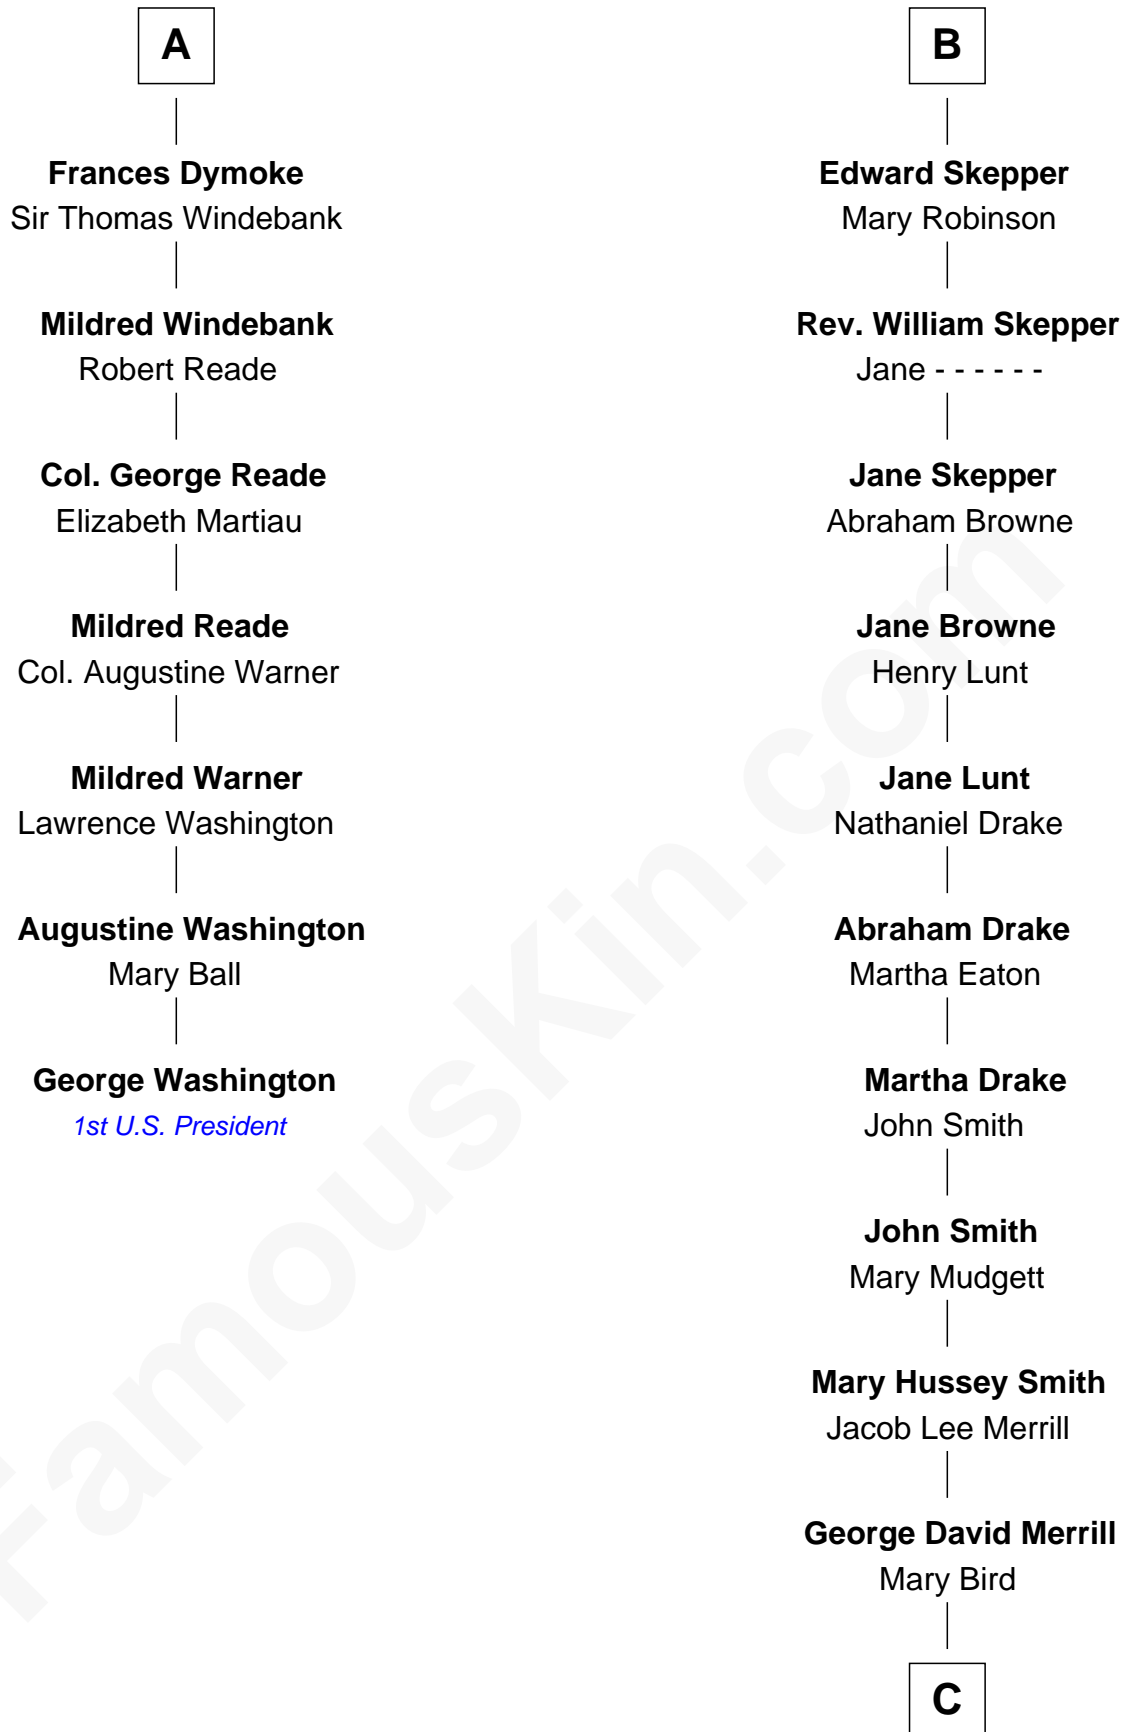 A
Frances Dymoke
Sir Thomas Windebank
Mildred Windebank
Robert Reade
Col. George Reade
Elizabeth Martiau
Mildred Reade
Col. Augustine Warner
Mildred Warner
Lawrence Washington
Augustine Washington
Mary Ball
George Washington
1st U.S. President
B
Edward Skepper
Mary Robinson
Rev. William Skepper
Jane - - - - - -
Jane Skepper
Abraham Browne
Jane Browne
Henry Lunt
Jane Lunt
Nathaniel Drake
Abraham Drake
Martha Eaton
Martha Drake
John Smith
John Smith
Mary Mudgett
Mary Hussey Smith
Jacob Lee Merrill
George David Merrill
Mary Bird
C
FamousKin.com